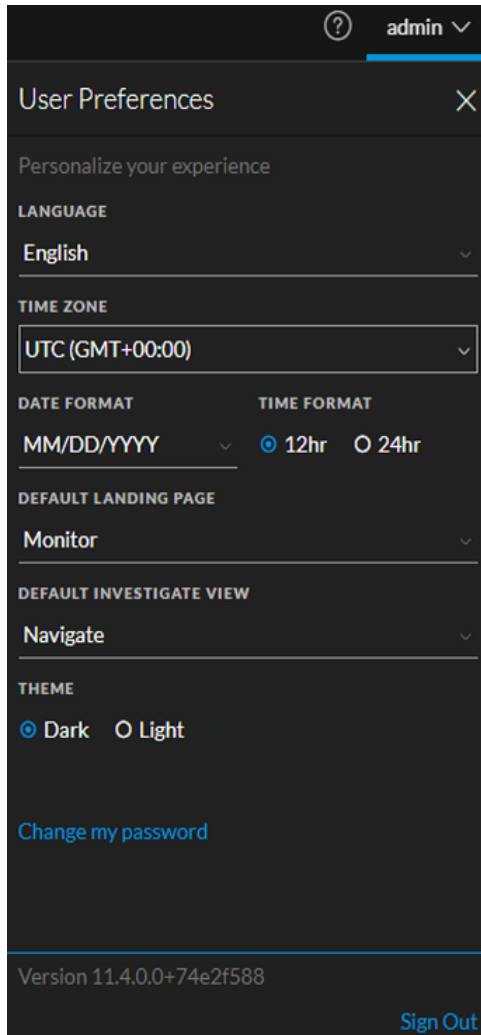 admin
User Preferences
Personalize your experience
LANGUAGE
English
TIME ZONE
UTC (GMT+00:00)
DATE FORMAT TIME FORMAT
MM/DD/YYYY 12hr 24hr
DEFAULT LANDING PAGE
Monitor
DEFAULT INVESTIGATE VIEW
Navigate
THEME
Dark Light
Change my password
Version 11.4.0.0+74e2f588
Sign Out